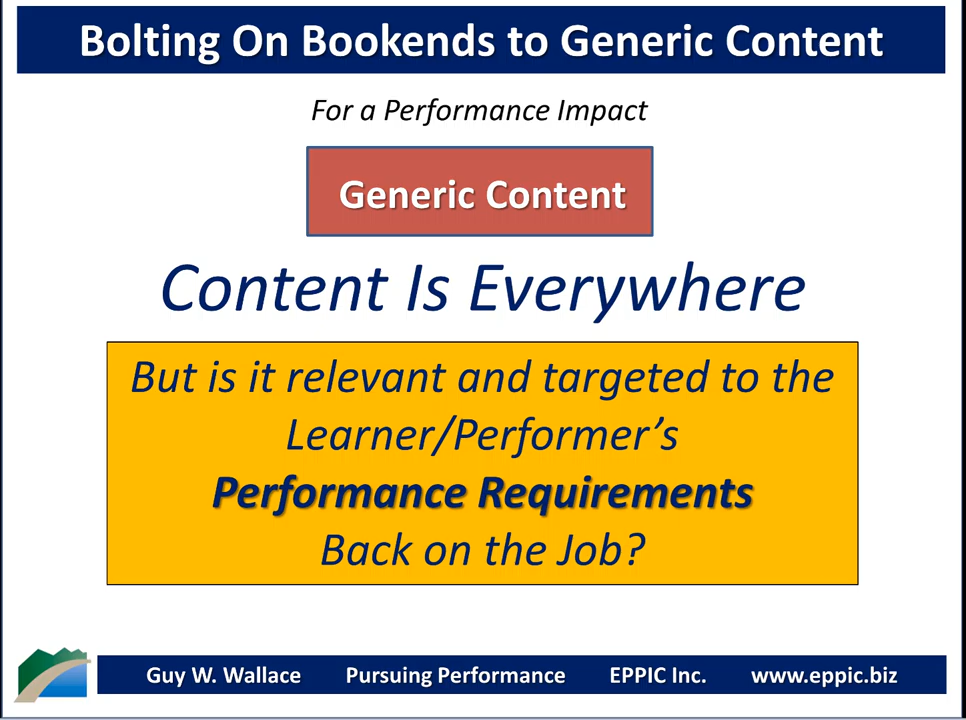 Bolting On Bookends to Generic Content
For a Performance Impact
Generic Content
Content Is Everywhere
But is it relevant and targeted to the
Learner/Performer’s
Performance Requirements
Back on the Job?
Guy W. Wallace Pursuing Performance EPPIC Inc. www.eppic.biz